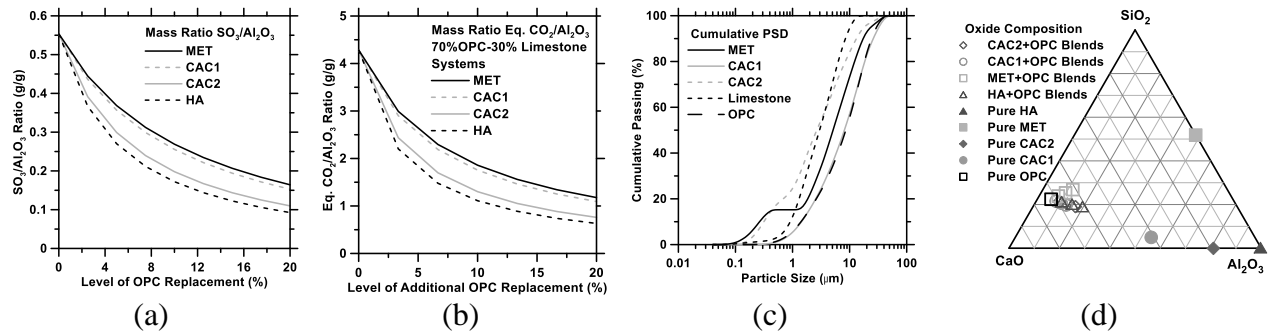 0.6
0.5
0.4
0.3
0.2
0.1
0
SO3/Al2O3 Ratio (g/g)
Mass Ratio SO3/Al2O3
MET
CAC1
CAC2
HA
0 4 8 12 16 20
Level of OPC Replacement (%)
(a)
5
4
3
2
1
0
Eq. CO2/Al2O3 Ratio (g/g)
Mass Ratio Eq. CO2/Al2O3
70%OPC-30% Limestone
Systems
MET
CAC1
CAC2
HA
0 4 8 12 16 20
Level of Additional OPC Replacement (%)
(b)
100
80
60
40
20
0
Cumulative Passing (%)
Cumulative PSD
MET
CAC1
CAC2
Limestone
OPC
0.01 0.1 1 10 100
Particle Size (μm)
(c)
SiO2
Oxide Composition
CAC2+OPC Blends
CAC1+OPC Blends
MET+OPC Blends
HA+OPC Blends
Pure HA
Pure MET
Pure CAC2
Pure CAC1
Pure OPC
CaO
Al2O3
(d)